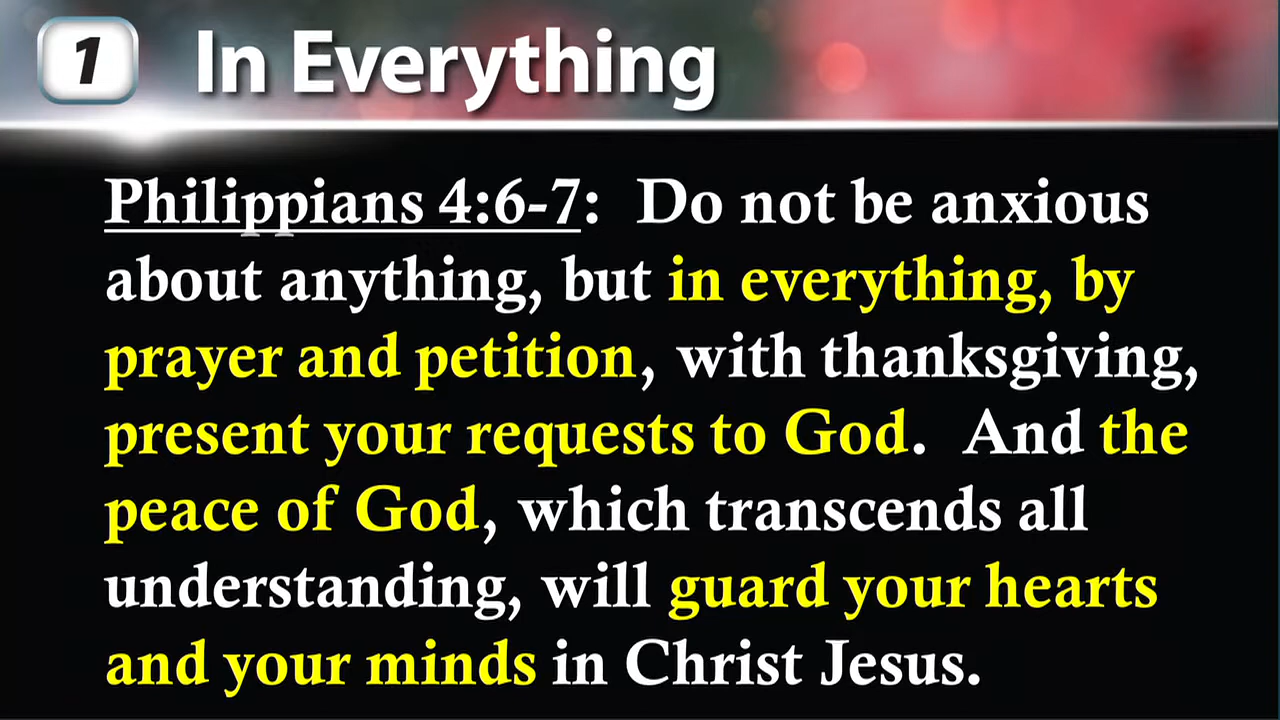 1 In Everything
Philippians 4:6-7: Do not be anxious
about anything, but in everything, by
prayer and petition, with thanksgiving,
present your requests to God. And the
peace of God, which transcends all
understanding, will guard your hearts
and your minds in Christ Jesus.